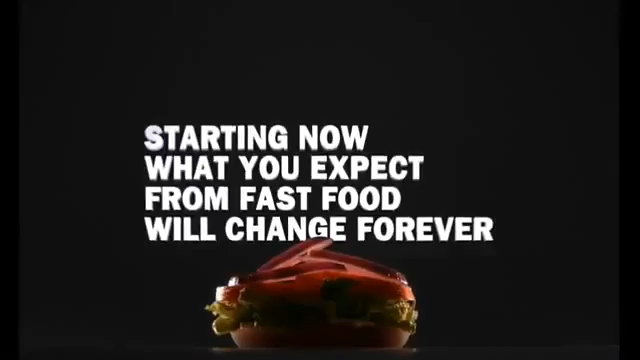 STARTING NOW
WHAT YOU EXPECT
FROM FAST FOOD
WILL CHANGE FOREVER